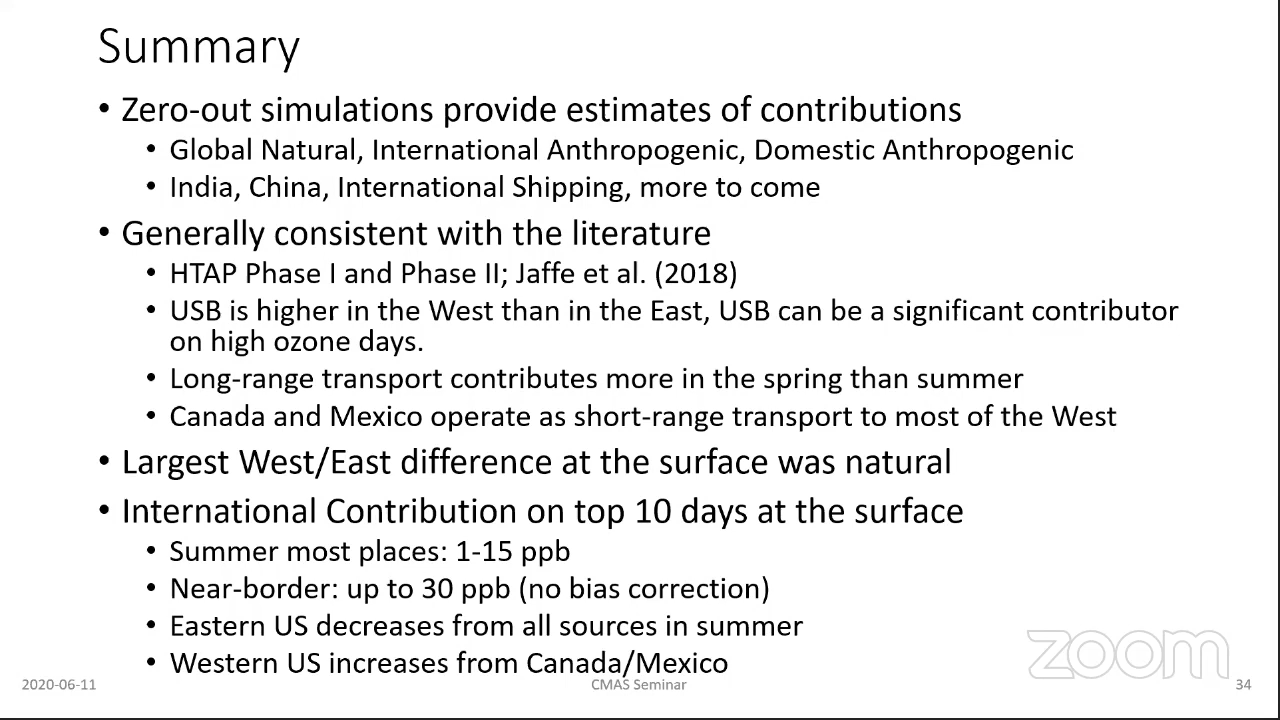 Summary
• Zero-out simulations provide estimates of contributions
• Global Natural, International Anthropogenic, Domestic Anthropogenic
• India, China, International Shipping, more to come
• Generally consistent with the literature
• HTAP Phase I and Phase II; Jaffe et al. (2018)
• USB is higher in the West than in the East, USB can be a significant contributor
on high ozone days.
• Long-range transport contributes more in the spring than summer
• Canada and Mexico operate as short-range transport to most of the West
• Largest West/East difference at the surface was natural
• International Contribution on top 10 days at the surface
• Summer most places: 1-15 ppb
• Near-border: up to 30 ppb (no bias correction)
• Eastern US decreases from all sources in summer
• Western US increases from Canada/Mexico
zoom
2020-06-11
CMAS Seminar
34